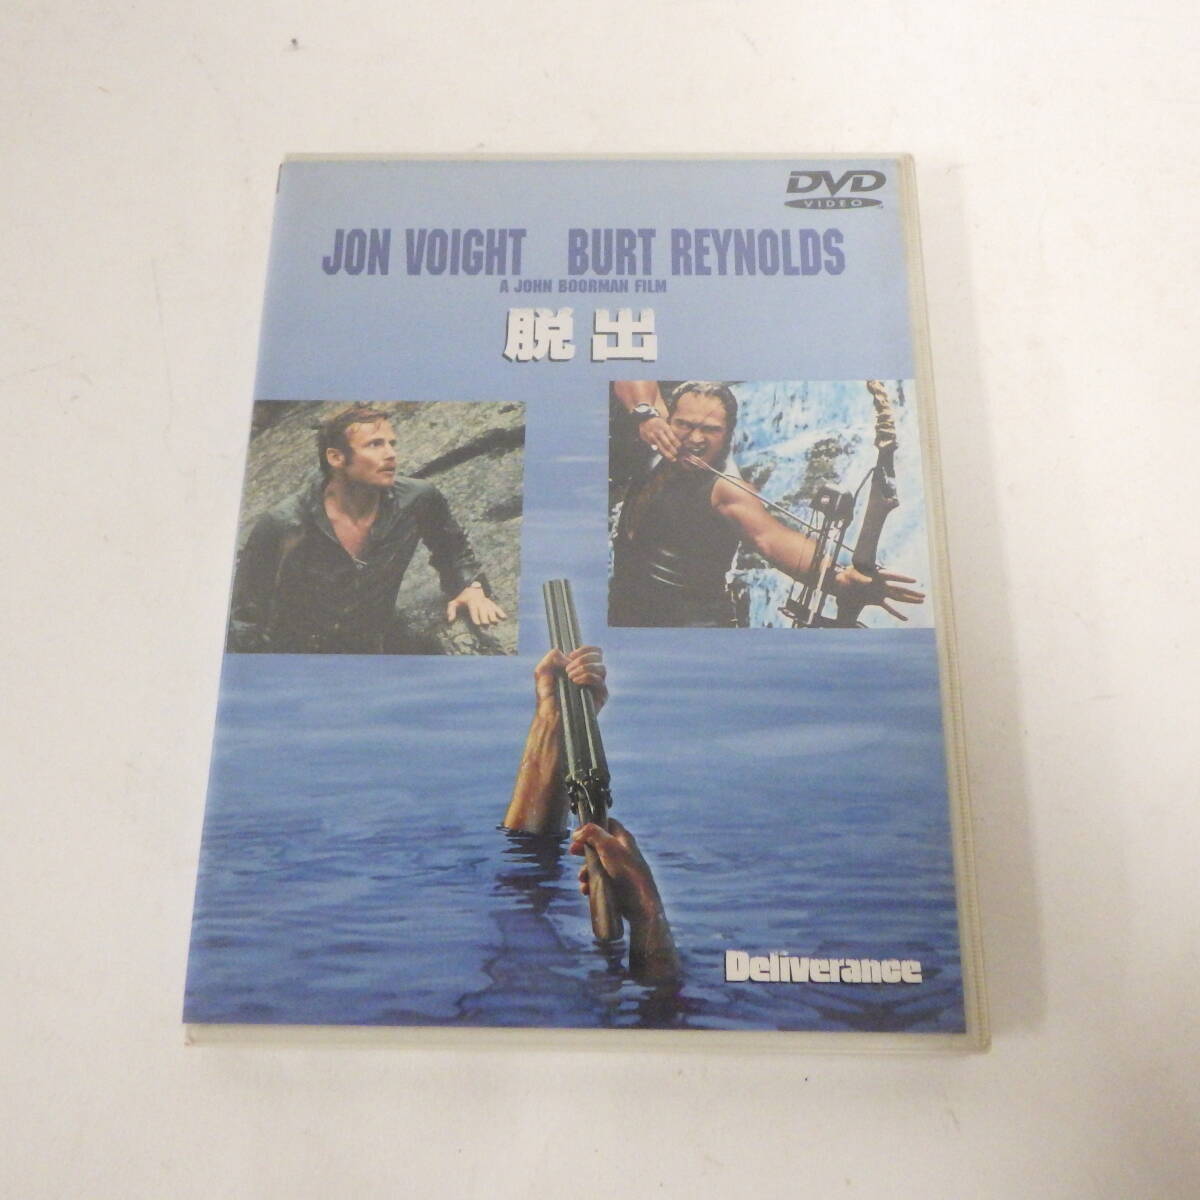 DVD
VIDEO
JON VOIGHT BURT REYNOLDS
A JOHN BOORMAN FILM
脱出
Deliverance